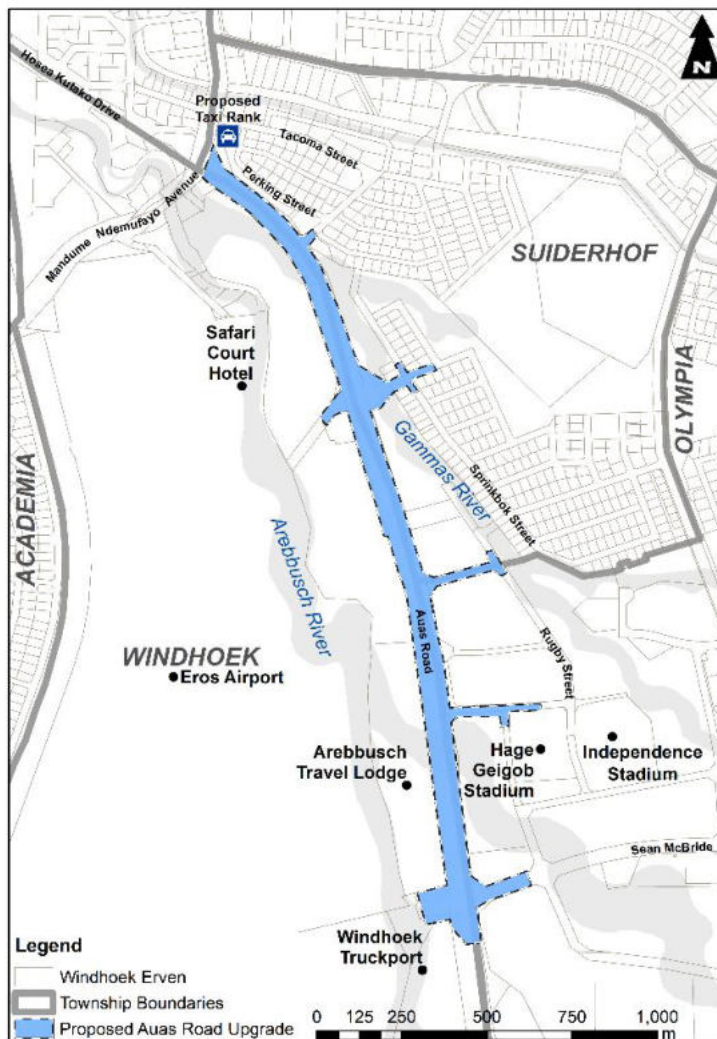 N
Hosea Kutako Drive
Proposed
Taxi Rank
Tacoma Street
Perking Street
Mandume Ndemufayo Avenue
SUIDERHOF
Safari
Court
Hotel
OLYMPIA
ACADEMIA
Gammas River
Sprinkbok Street
Arebbusch River
Auas Road
WINDHOEK
Eros Airport
Rugby Street
Arebbusch
Travel Lodge
Hage
Geigob
Stadium
Independence
Stadium
Sean McBride
Windhoek
Truckport
Legend
Windhoek Erven
Township Boundaries
Proposed Auas Road Upgrade
0 250 500 750 1,000
m